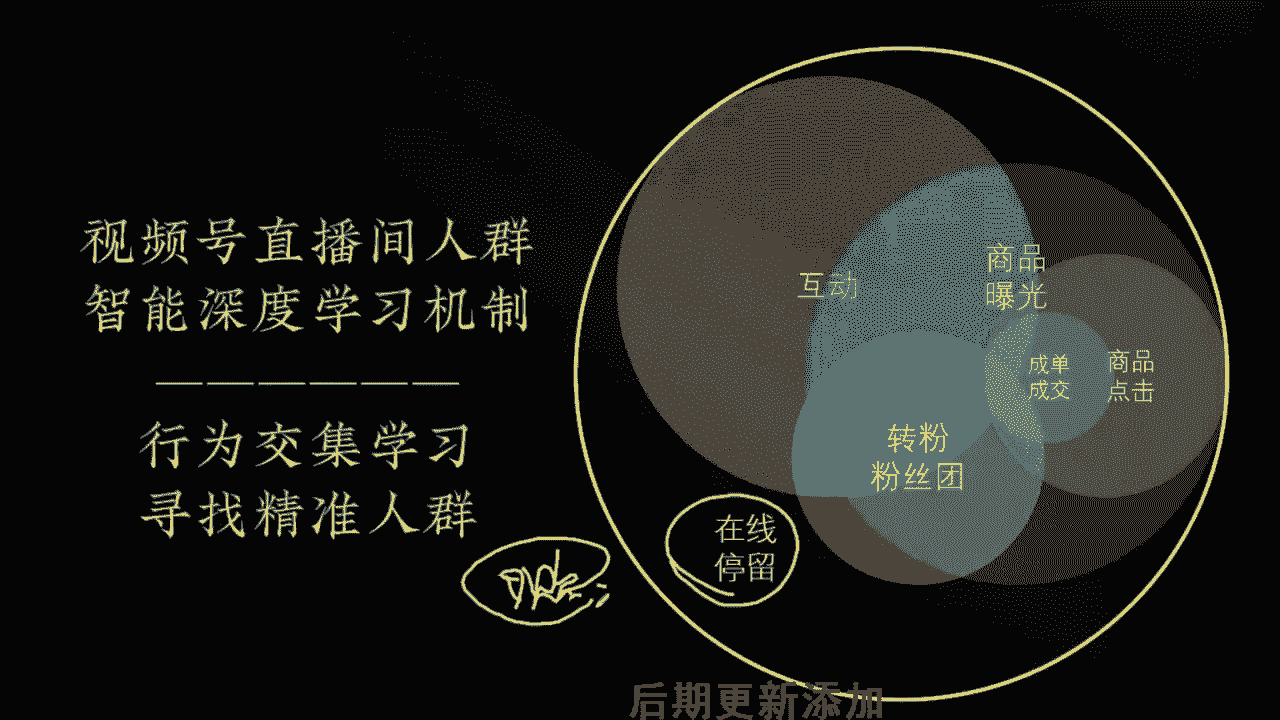 视频号直播间人群
智能深度学习机制
——————
行为交集学习
寻找精准人群
互动
商品
曝光
成单
成交
商品
点击
转粉
粉丝团
在线
停留
后期更新添加